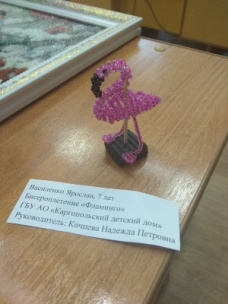 Василенко Ярослав, 7 лет
Бисероплетение «Фламинго»
ГБУ АО «Каргопольский детский дом»
Руководитель: Кочнева Надежда Петровна